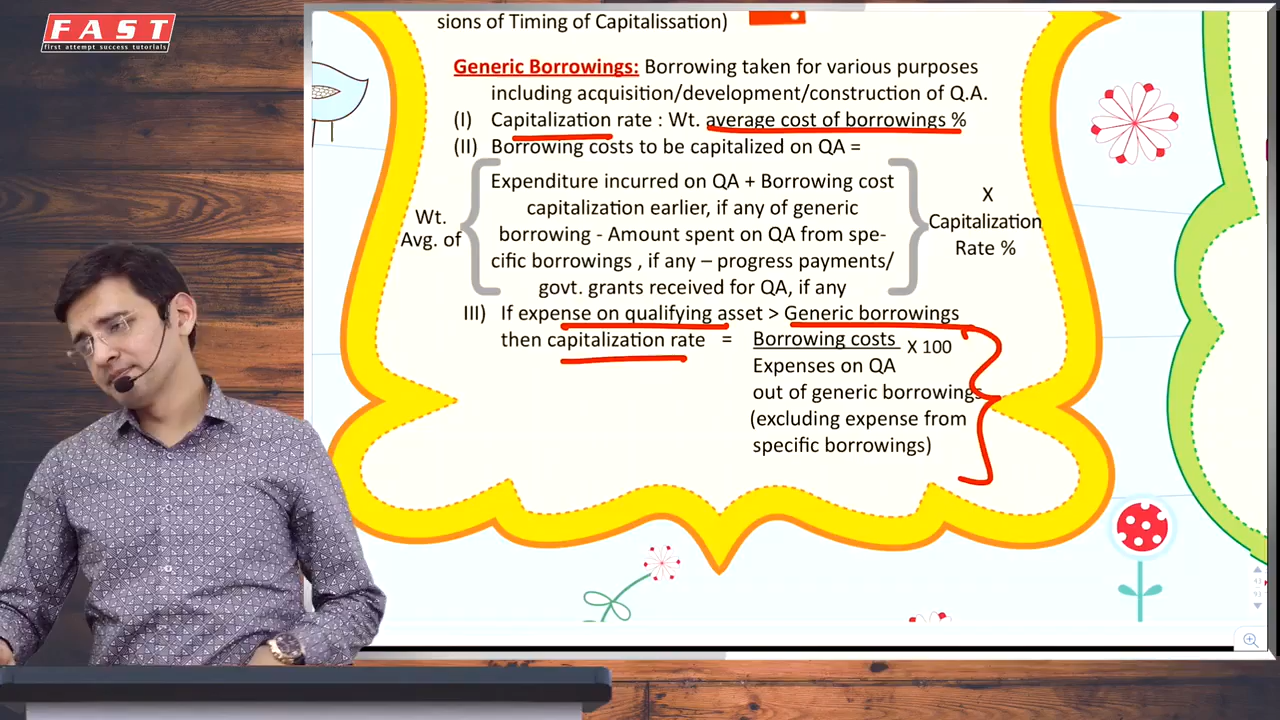 FAST
first attempt success tutorials
sions of Timing of Capitalissation)
Generic Borrowings: Borrowing taken for various purposes
including acquisition/development/construction of Q.A.
(I) Capitalization rate : Wt. average cost of borrowings %
(II) Borrowing costs to be capitalized on QA =
Wt.
Avg. of
Expenditure incurred on QA + Borrowing cost
capitalization earlier, if any of generic
borrowing - Amount spent on QA from spe-
cific borrowings , if any – progress payments/
govt. grants received for QA, if any
X
Capitalization
Rate %
III) If expense on qualifying asset > Generic borrowings
then capitalization rate = Borrowing costs X 100
Expenses on QA
out of generic borrowings
(excluding expense from
specific borrowings)